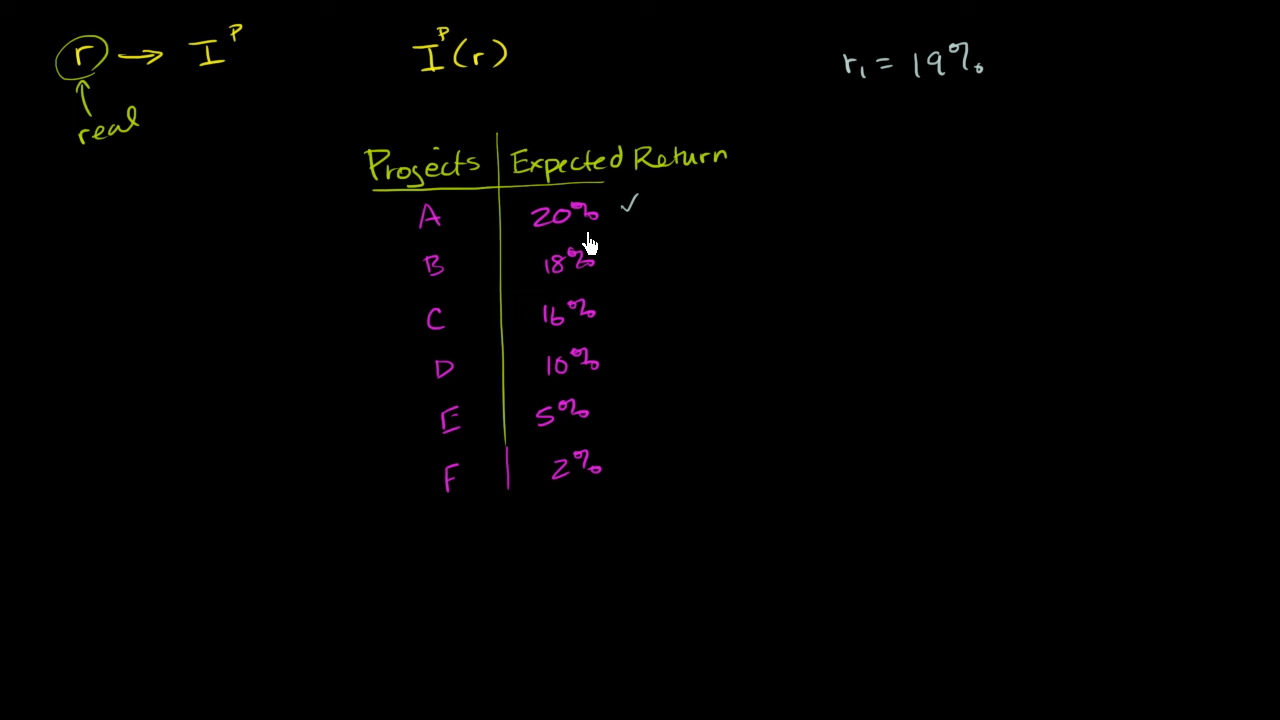 r → I^P
I^P(r)
r₁ = 19%
real
Projects Expected Return
A 20% ✓
B 18%
C 16%
D 10%
E 5%
F 2%